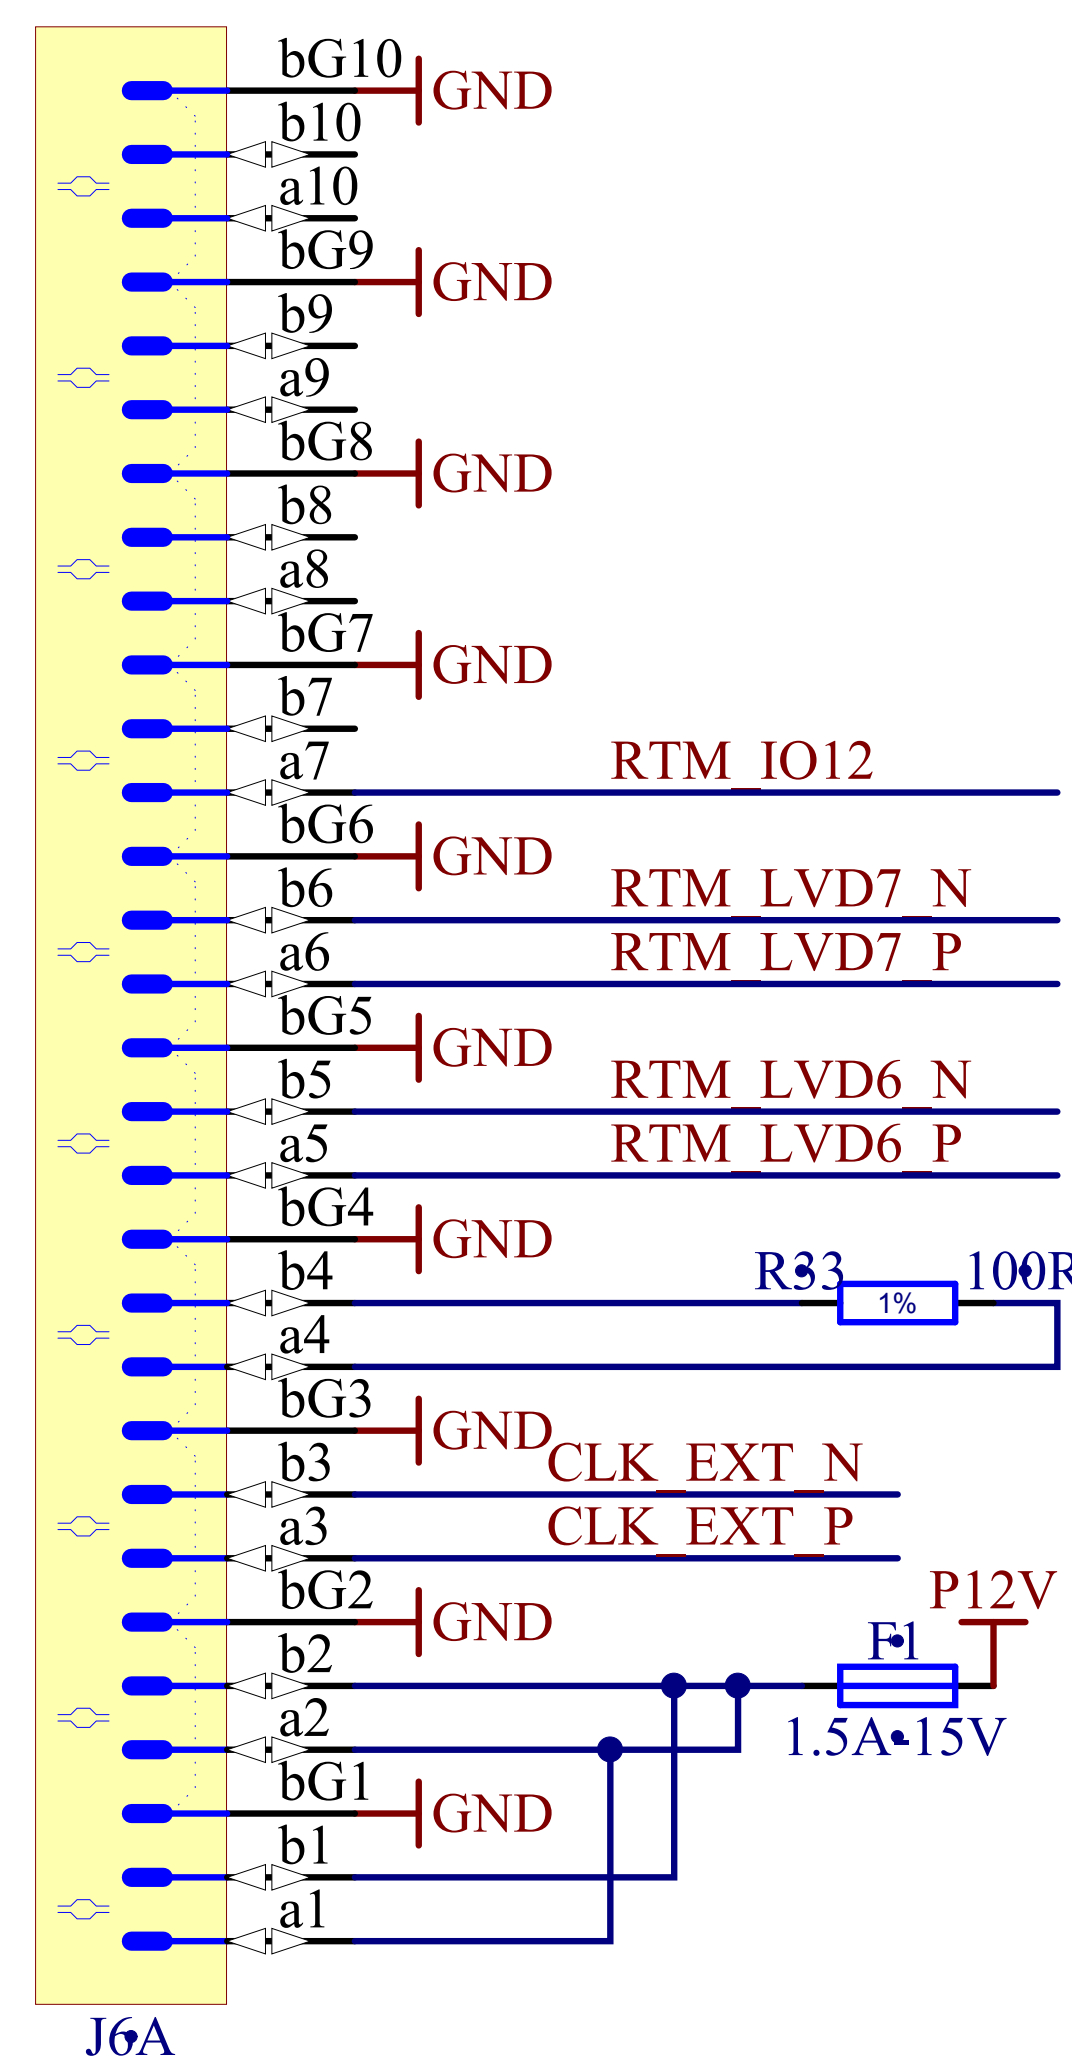 bG10 GND
b10
a10
bG9 GND
b9
a9
bG8 GND
b8
a8
bG7 GND
b7
a7 RTM_IO12
bG6 GND
b6 RTM_LVD7_N
a6 RTM_LVD7_P
bG5 GND
b5 RTM_LVD6_N
a5 RTM_LVD6_P
bG4 GND
b4 R33 1% 100R
a4
bG3 GND
b3 CLK_EXT_N
a3 CLK_EXT_P
bG2 GND P12V
b2 F1
a2 1.5A-15V
bG1 GND
b1
a1
J6A